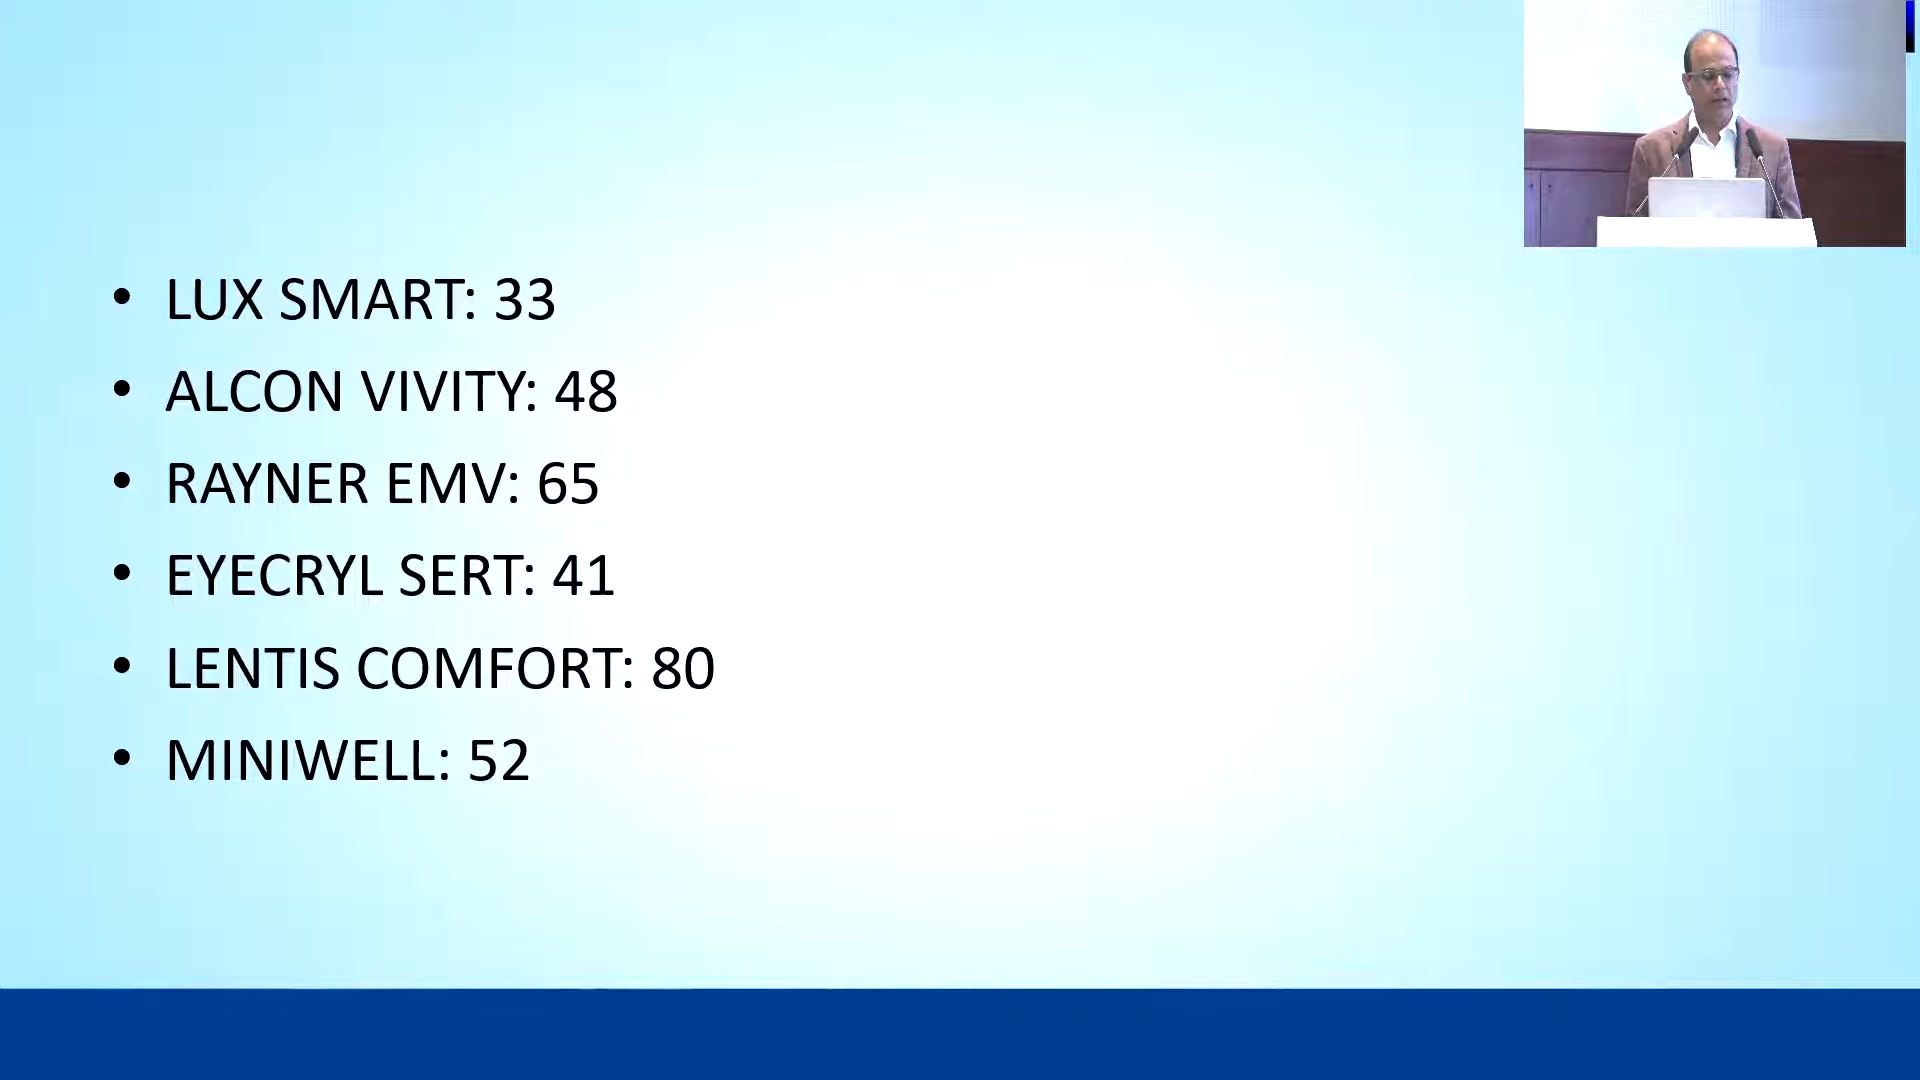 • LUX SMART: 33
• ALCON VIVITY: 48
• RAYNER EMV: 65
• EYECRYL SERT: 41
• LENTIS COMFORT: 80
• MINIWELL: 52